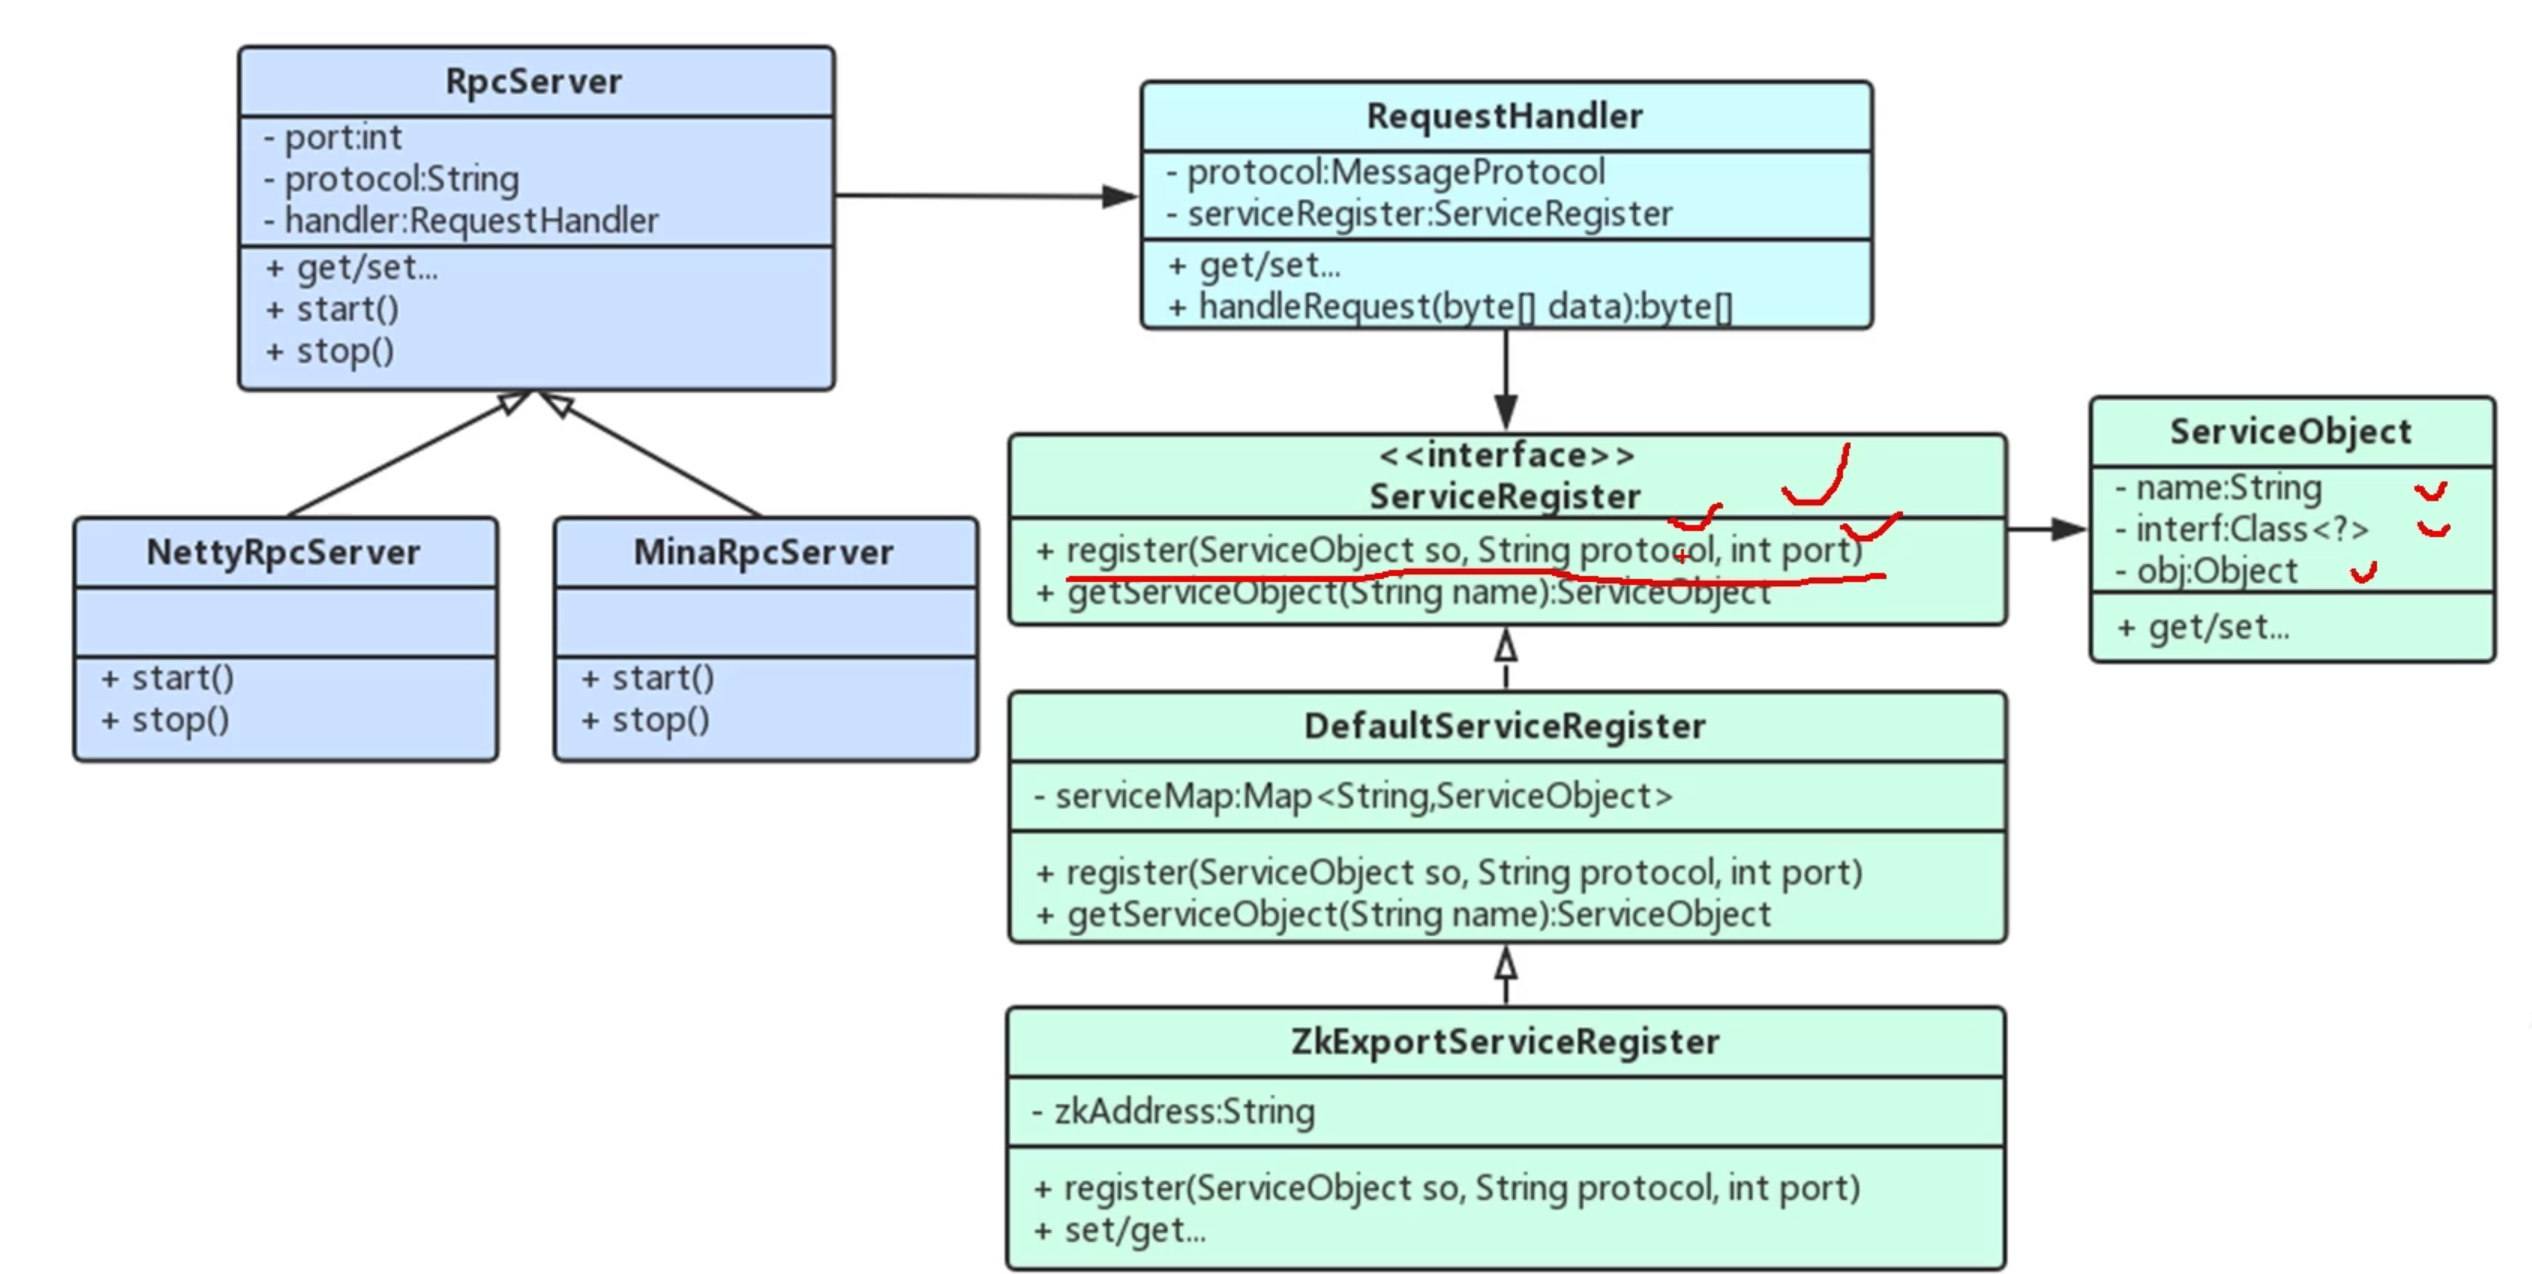 RpcServer
- port:int
- protocol:String
- handler:RequestHandler
+ get/set...
+ start()
+ stop()
RequestHandler
- protocol:MessageProtocol
- serviceRegister:ServiceRegister
+ get/set...
+ handleRequest(byte[] data):byte[]
NettyRpcServer
+ start()
+ stop()
MinaRpcServer
+ start()
+ stop()
<<interface>>
ServiceRegister
+ register(ServiceObject so, String protocol, int port)
+ getServiceObject(String name):ServiceObject
ServiceObject
- name:String
- interf:Class<?>
- obj:Object
+ get/set...
DefaultServiceRegister
- serviceMap:Map<String,ServiceObject>
+ register(ServiceObject so, String protocol, int port)
+ getServiceObject(String name):ServiceObject
ZkExportServiceRegister
- zkAddress:String
+ register(ServiceObject so, String protocol, int port)
+ set/get...